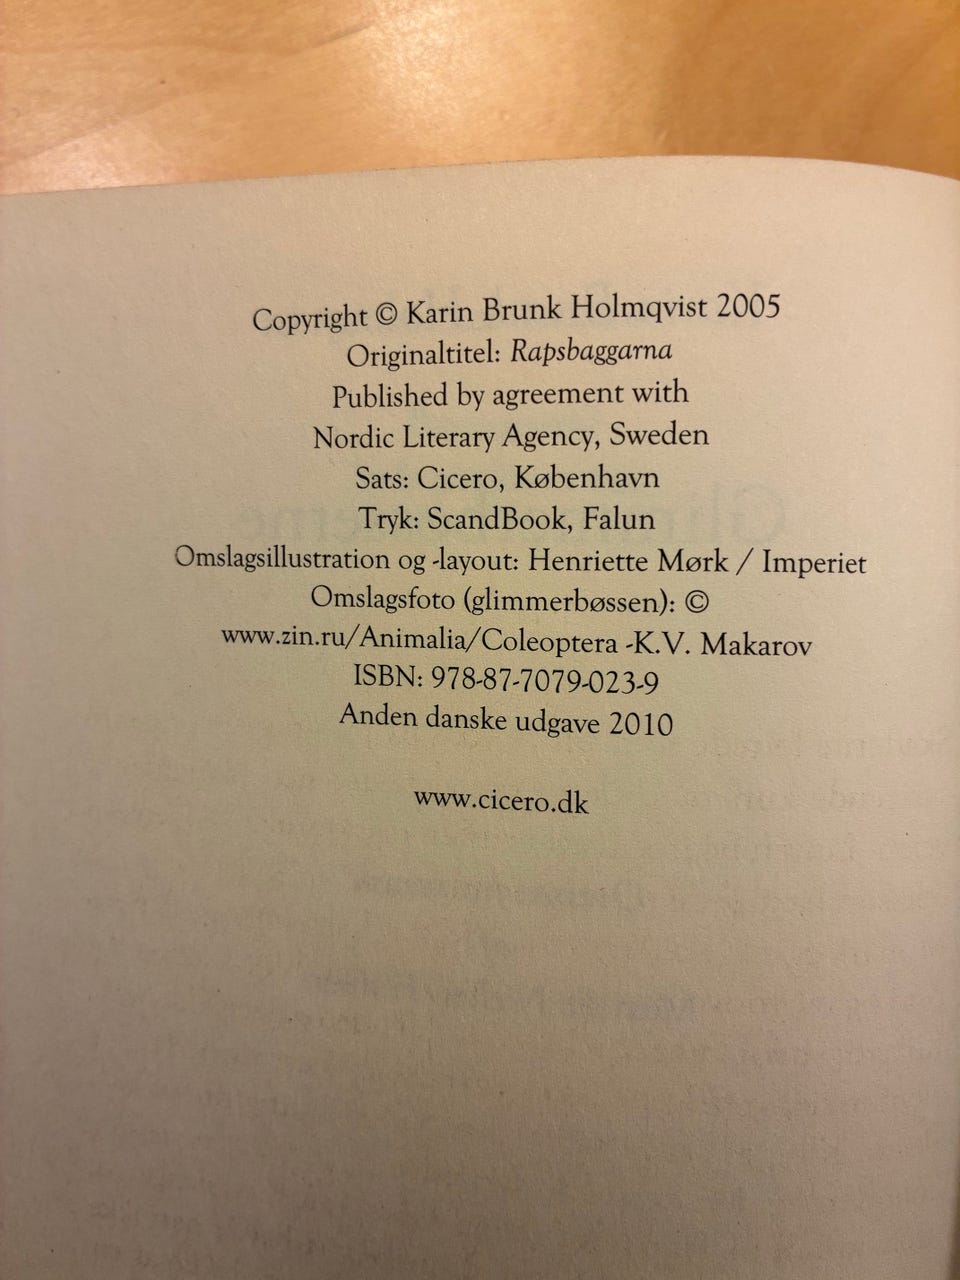 Copyright © Karin Brunk Holmqvist 2005
Originaltitel: Rapsbaggarna
Published by agreement with
Nordic Literary Agency, Sweden
Sats: Cicero, København
Tryk: ScandBook, Falun
Omslagsillustration og -layout: Henriette Mørk / Imperiet
Omslagsfoto (glimmerbøssen): ©
www.zin.ru/Animalia/Coleoptera -K.V. Makarov
ISBN: 978-87-7079-023-9
Anden danske udgave 2010
www.cicero.dk